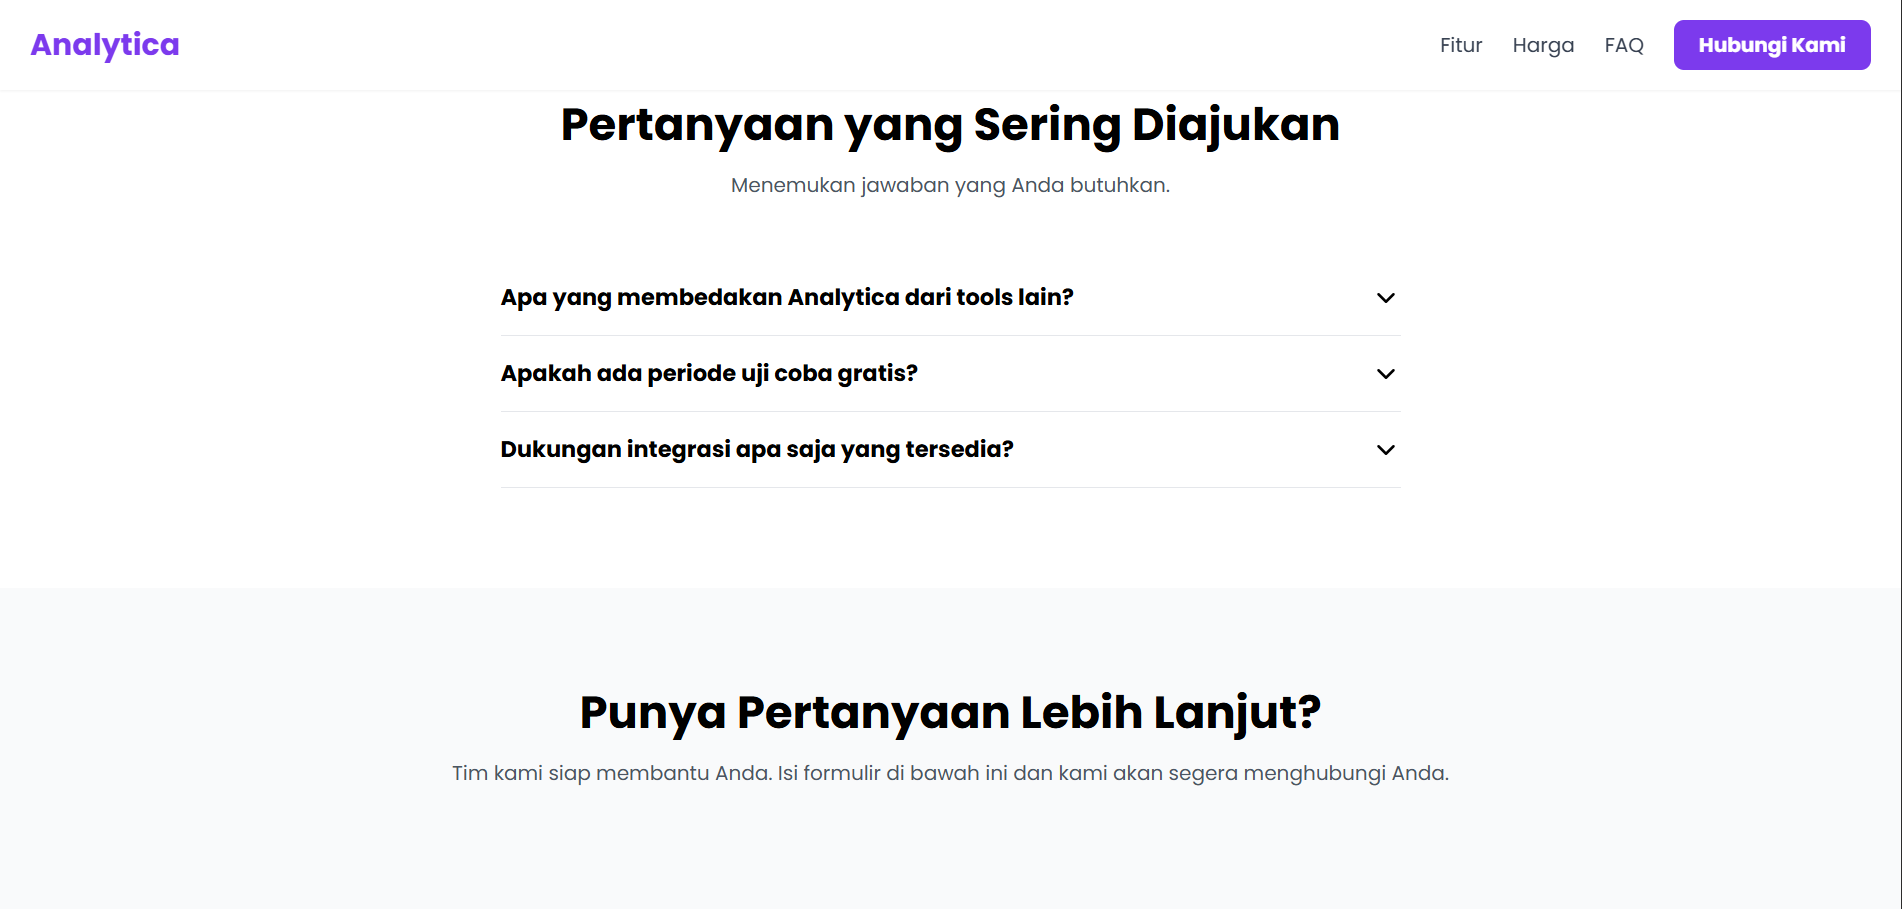 Analytica
Fitur
Harga
FAQ
Hubungi Kami
Pertanyaan yang Sering Diajukan
Menemukan jawaban yang Anda butuhkan.
Apa yang membedakan Analytica dari tools lain?
Apakah ada periode uji coba gratis?
Dukungan integrasi apa saja yang tersedia?
Punya Pertanyaan Lebih Lanjut?
Tim kami siap membantu Anda. Isi formulir di bawah ini dan kami akan segera menghubungi Anda.